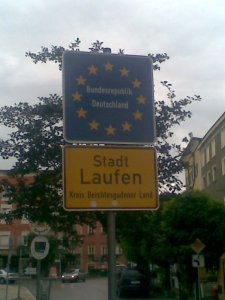 Bundesrepublik
Deutschland
Stadt
Laufen
Kreis Berchtesgadener Land